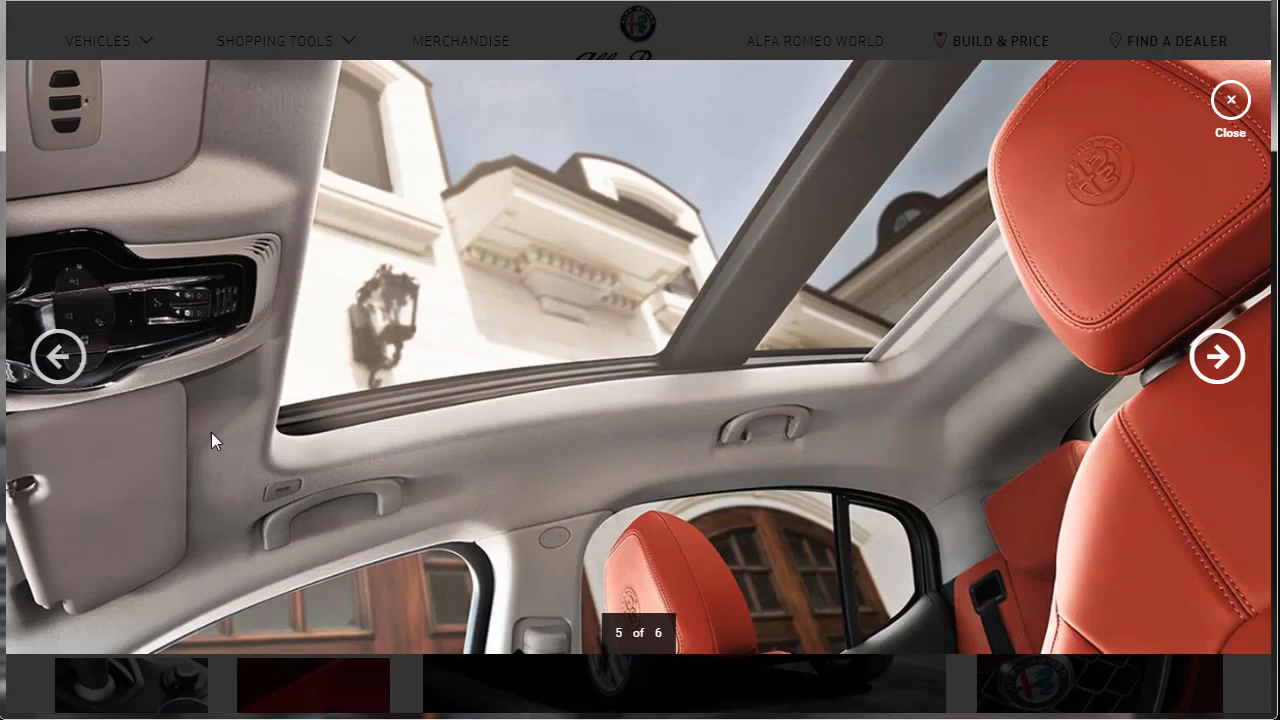 VEHICLES
SHOPPING TOOLS
MERCHANDISE
ALFA ROMEO WORLD
BUILD & PRICE
FIND A DEALER
Close
5 of 6